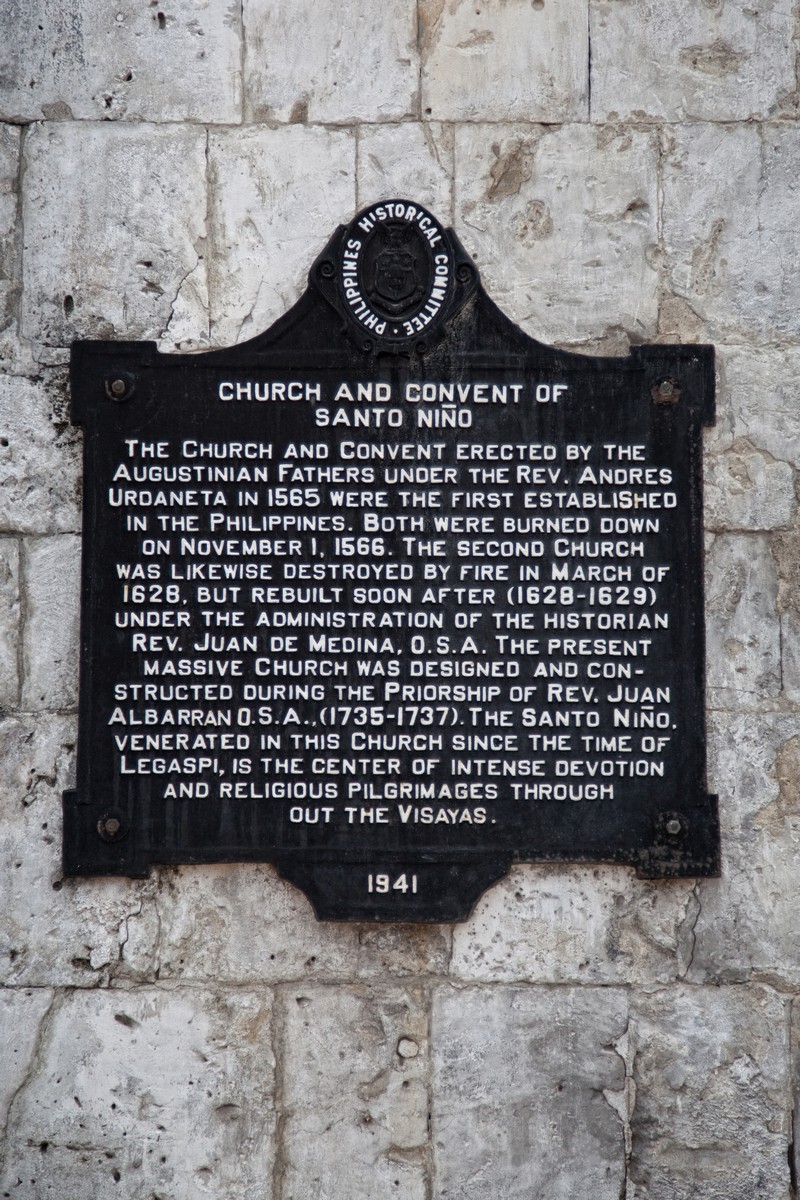 PHILIPPINES HISTORICAL COMMITTEE •
CHURCH AND CONVENT OF
SANTO NIÑO
THE CHURCH AND CONVENT ERECTED BY THE
AUGUSTINIAN FATHERS UNDER THE REV. ANDRES
URDANETA IN 1565 WERE THE FIRST ESTABLISHED
IN THE PHILIPPINES. BOTH WERE BURNED DOWN
ON NOVEMBER 1, 1566. THE SECOND CHURCH
WAS LIKEWISE DESTROYED BY FIRE IN MARCH OF
1628, BUT REBUILT SOON AFTER (1628-1629)
UNDER THE ADMINISTRATION OF THE HISTORIAN
REV. JUAN DE MEDINA, O.S.A. THE PRESENT
MASSIVE CHURCH WAS DESIGNED AND CON-
STRUCTED DURING THE PRIORSHIP OF REV. JUAN
ALBARRAN O.S.A., (1735-1737). THE SANTO NIÑO.
VENERATED IN THIS CHURCH SINCE THE TIME OF
LEGASPI, IS THE CENTER OF INTENSE DEVOTION
AND RELIGIOUS PILGRIMAGES THROUGH
OUT THE VISAYAS.
1941